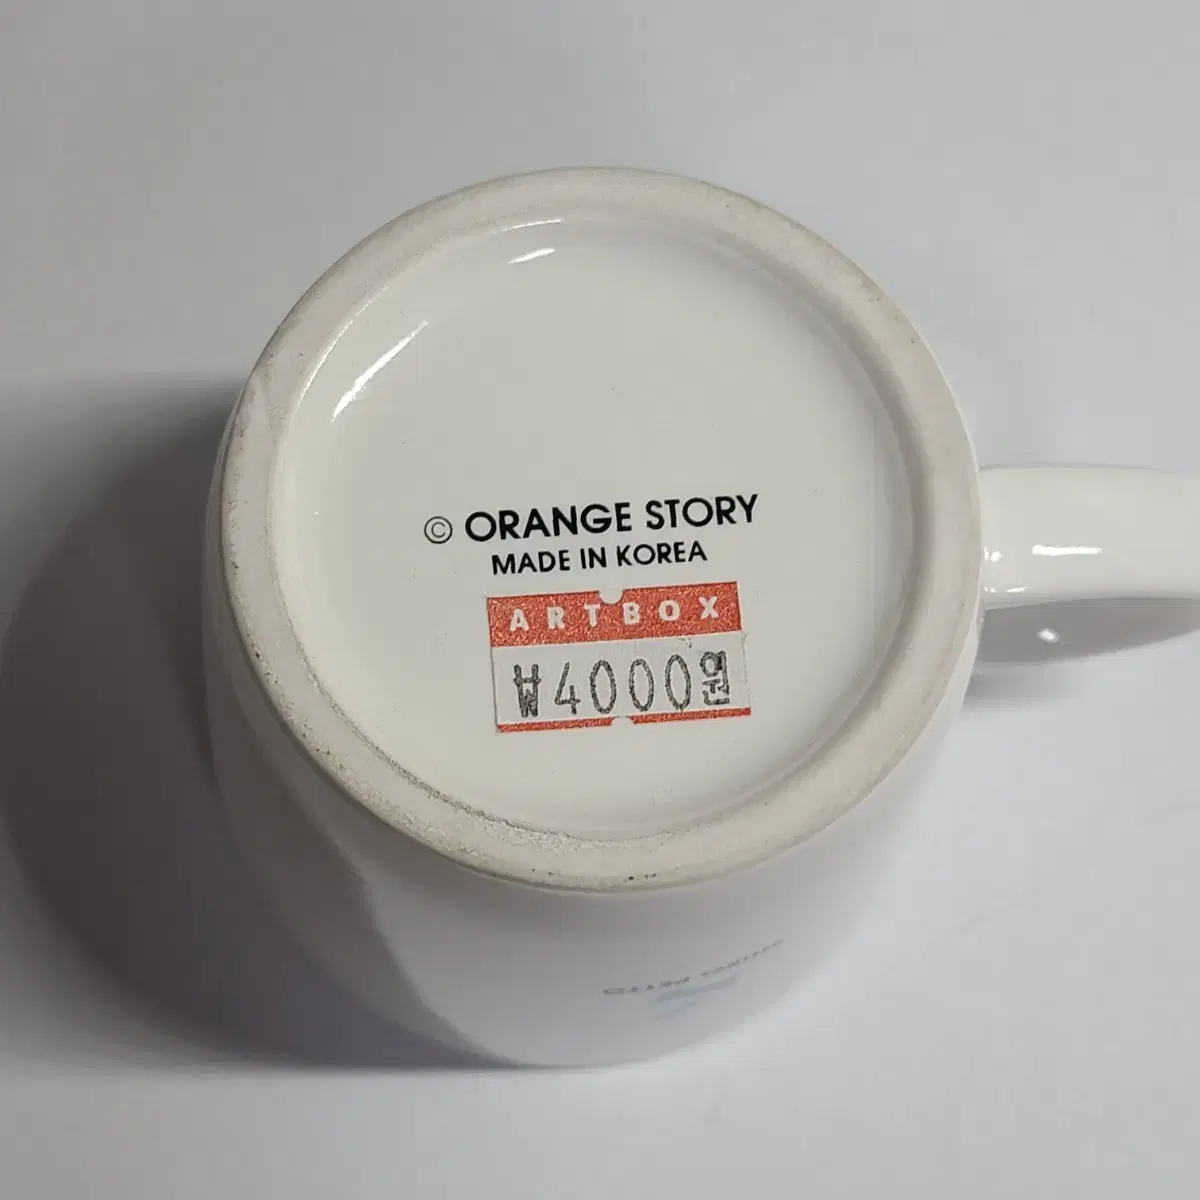 © ORANGE STORY
MADE IN KOREA
ARTBOX
₩4000원